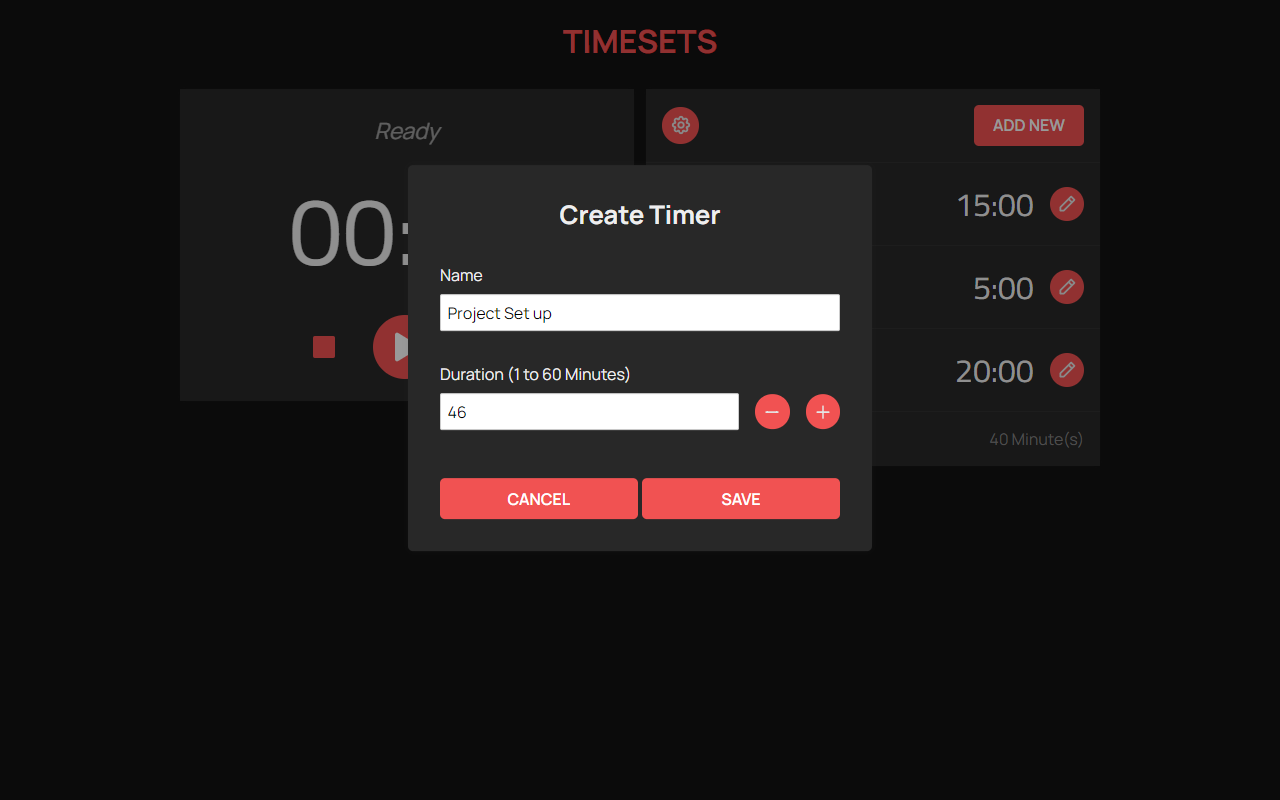 TIMESETS
Ready
00:
ADD NEW
15:00
5:00
20:00
40 Minute(s)
Create Timer
Name
Project Set up
Duration (1 to 60 Minutes)
46
CANCEL
SAVE